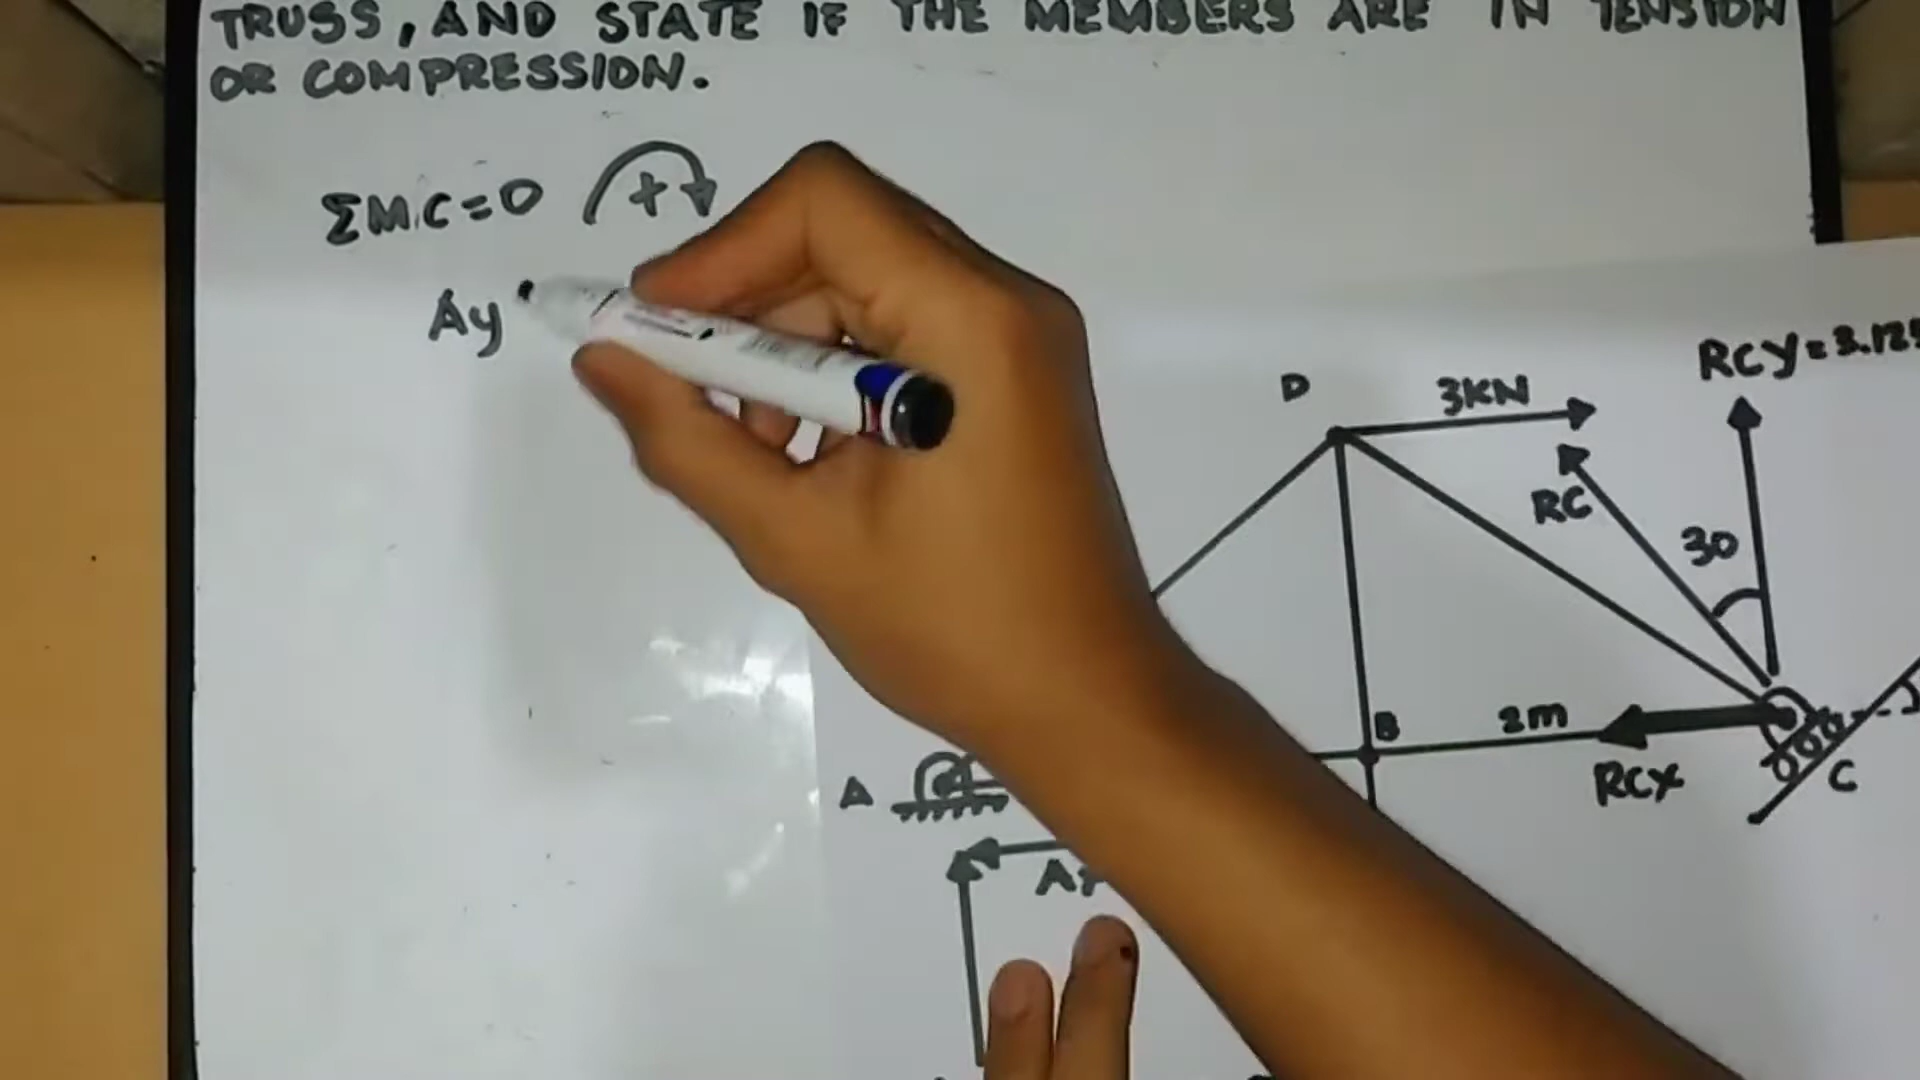 TRUSS, AND STATE IF THE MEMBERS ARE IN TENSION
OR COMPRESSION.
ΣMC=0 +
Ay
D
3KN
RCY=3.125
RC
30
B
2m
RCX
C
A